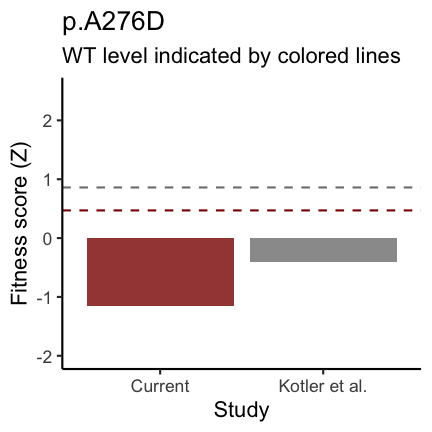 p.A276D
WT level indicated by colored lines
Fitness score (Z)
2
1
0
-1
-2
Current
Kotler et al.
Study